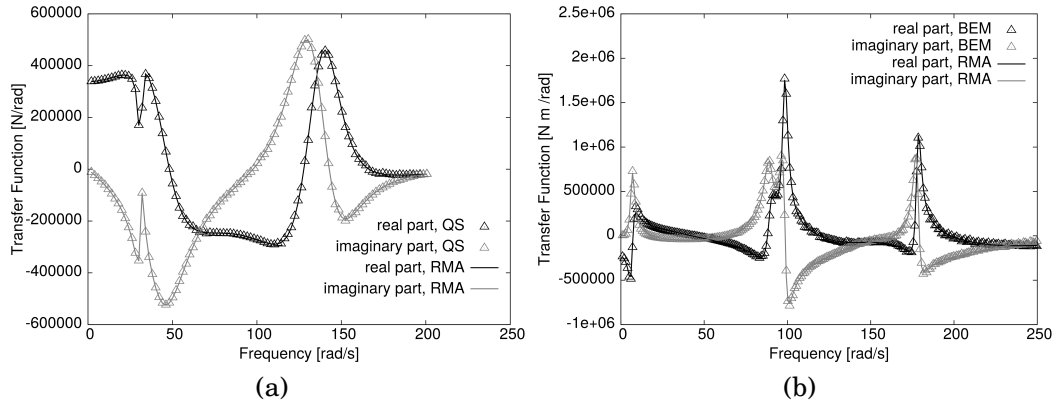 600000
400000
200000
0
-200000
-400000
-600000
0
50
100
150
200
250
Transfer Function [N/rad]
Frequency [rad/s]
real part, QS
imaginary part, QS
real part, RMA
imaginary part, RMA
(a)
2.5e+06
2e+06
1.5e+06
1e+06
500000
0
-500000
-1e+06
0
50
100
150
200
250
Transfer Function [N m /rad]
Frequency [rad/s]
real part, BEM
imaginary part, BEM
real part, RMA
imaginary part, RMA
(b)